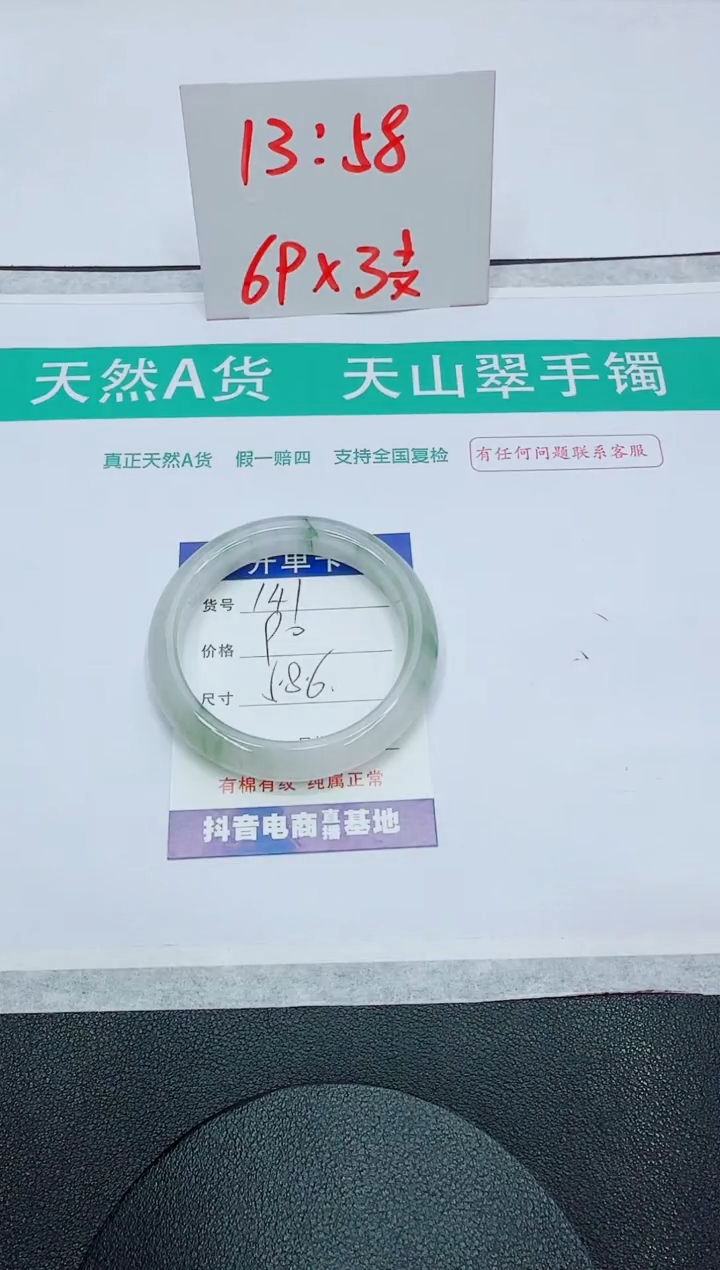 13:58
6P×3支
天然A货 天山翠手镯
真正天然A货 假一赔四 支持全国复检 有任何问题联系客服
开单卡
货号 141
价格 P0
尺寸 58.6.
有棉有纹 纯属正常
抖音电商直播基地